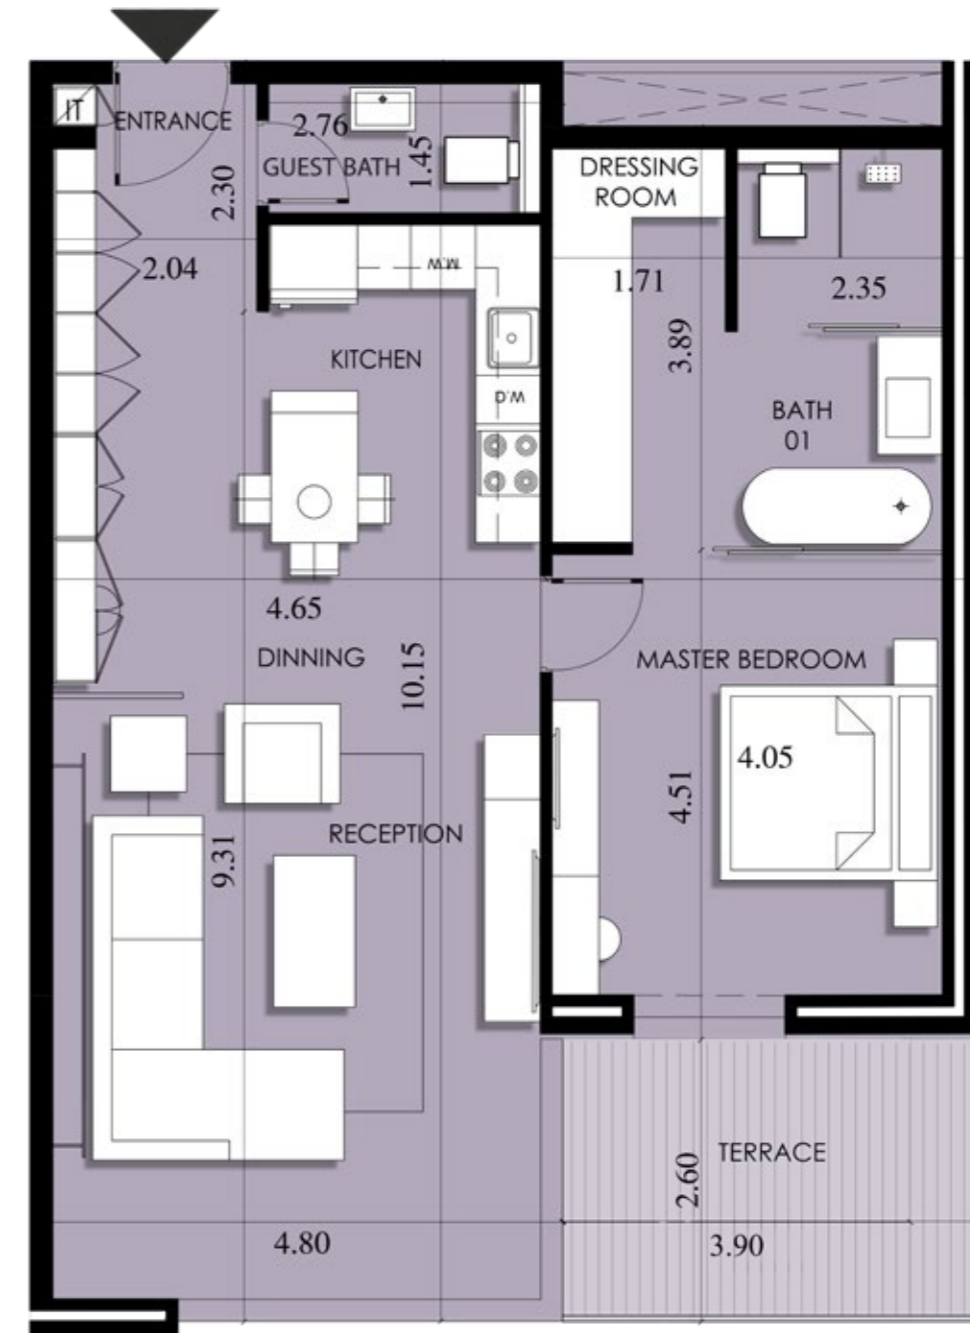 IT
ENTRANCE
2.76
GUEST BATH
1.45
2.30
DRESSING
ROOM
2.04
M.W
1.71
2.35
3.89
KITCHEN
D.W
BATH
01
4.65
DINNING
10.15
MASTER BEDROOM
4.05
4.51
RECEPTION
9.31
TERRACE
2.60
4.80
3.90